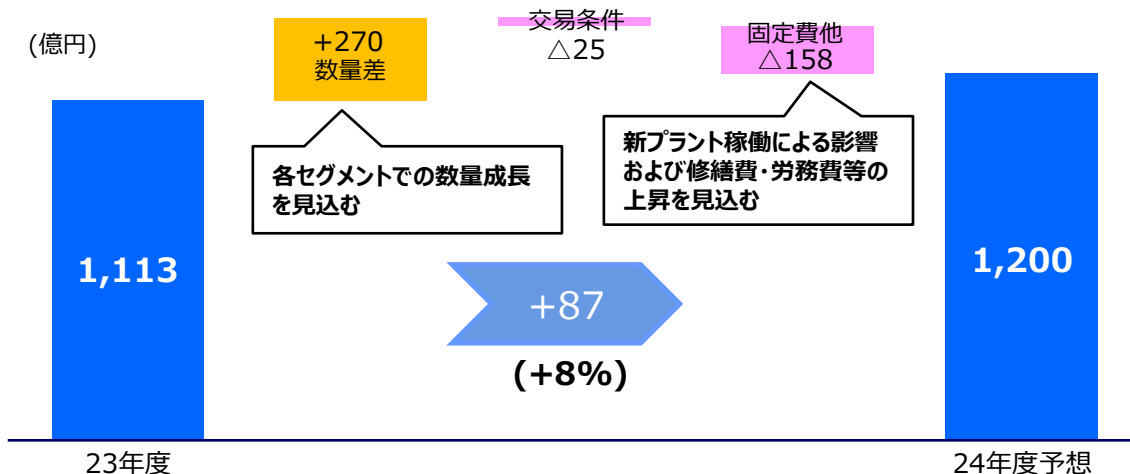 (億円)
+270
数量差
交易条件
△25
固定費他
△158
各セグメントでの数量成長
を見込む
新プラント稼働による影響
および修繕費・労務費等の
上昇を見込む
1,113
+87
(+8%)
1,200
23年度
24年度予想